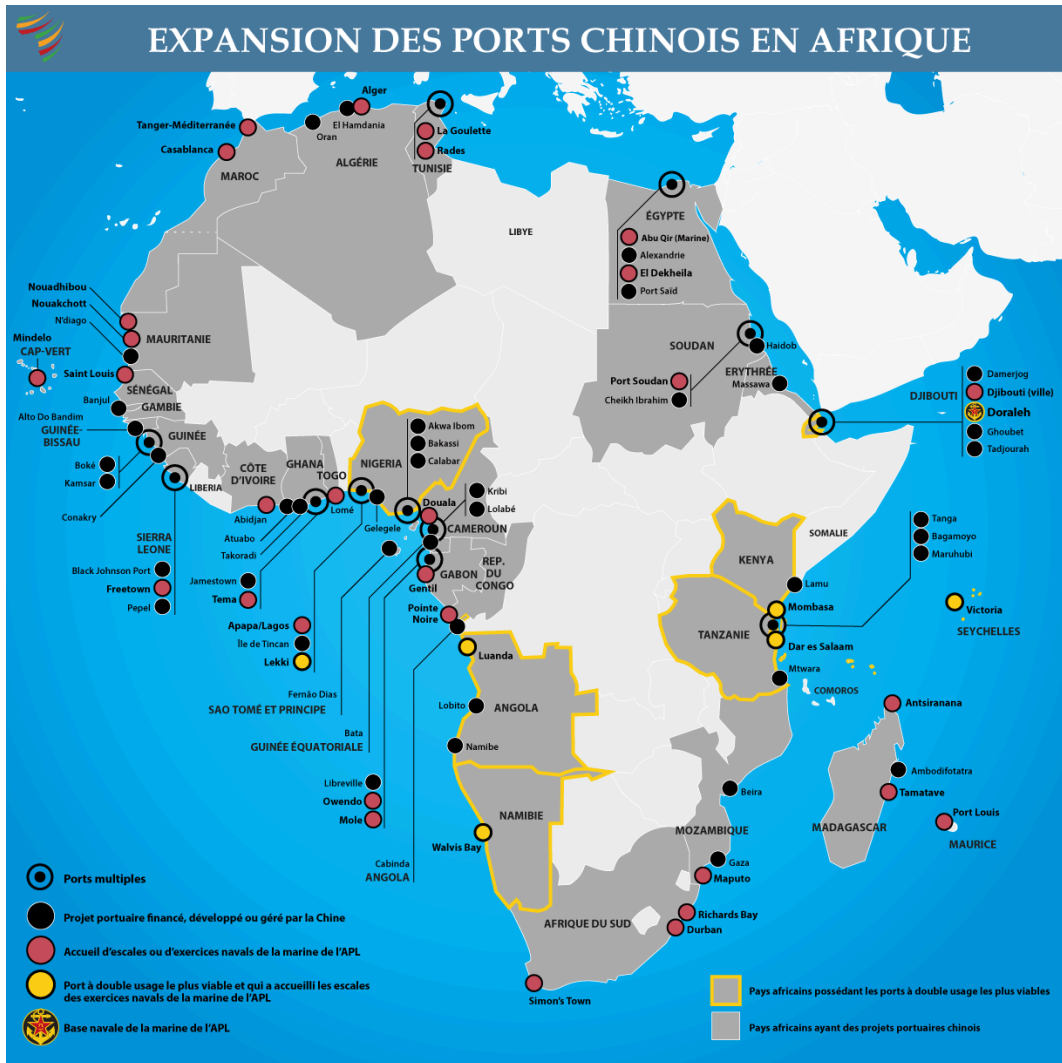 EXPANSION DES PORTS CHINOIS EN AFRIQUE
Alger
El Hamdania
Oran
Tanger-Méditerranée
Casablanca
MAROC
ALGÉRIE
La Goulette
Rades
TUNISIE
LIBYE
ÉGYPTE
Abu Qir (Marine)
Alexandrie
El Dekheila
Port Saïd
Nouadhibou
Nouakchott
N'diago
MAURITANIE
Mindelo
CAP-VERT
Saint Louis
SÉNÉGAL
Banjul
GAMBIE
Alto Do Bandim
GUINÉE-
BISSAU
GUINÉE
Boké
Kamsar
Conakry
LIBERIA
SIERRA
LEONE
Black Johnson Port
Freetown
Pepel
CÔTE
D'IVOIRE
Abidjan
GHANA
Atuabo
Takoradi
Jamestown
Tema
TOGO
Lomé
NIGERIA
Gelegele
Apapa/Lagos
Île de Tincan
Lekki
Akwa Ibom
Bakassi
Calabar
Douala
Kribi
Lolabé
CAMEROUN
Fernão Dias
SAO TOMÉ ET PRINCIPE
Bata
GUINÉE ÉQUATORIALE
GABON
Gentil
REP.
DU
CONGO
Libreville
Owendo
Mole
Pointe
Noire
Cabinda
ANGOLA
Luanda
Lobito
ANGOLA
Namibe
NAMIBIE
Walvis Bay
SOUDAN
Haidob
Port Soudan
Cheikh Ibrahim
ERYTHRÉE
Massawa
DJIBOUTI
Damerjog
Djibouti (ville)
Doraleh
Ghoubet
Tadjourah
SOMALIE
KENYA
Lamu
Mombasa
TANZANIE
Tanga
Bagamoyo
Maruhubi
Dar es Salaam
Mtwara
Victoria
SEYCHELLES
COMOROS
Antsiranana
Ambodifotatra
Tamatave
MADAGASCAR
Port Louis
MAURICE
Beira
MOZAMBIQUE
Gaza
Maputo
Richards Bay
Durban
AFRIQUE DU SUD
Simon's Town
Ports multiples
Projet portuaire financé, développé ou géré par la Chine
Accueil d'escales ou d'exercices navals de la marine de l'APL
Port à double usage le plus viable et qui a accueilli les escales
des exercices navals de la marine de l'APL
Base navale de la marine de l'APL
Pays africains possédant les ports à double usage les plus viables
Pays africains ayant des projets portuaires chinois